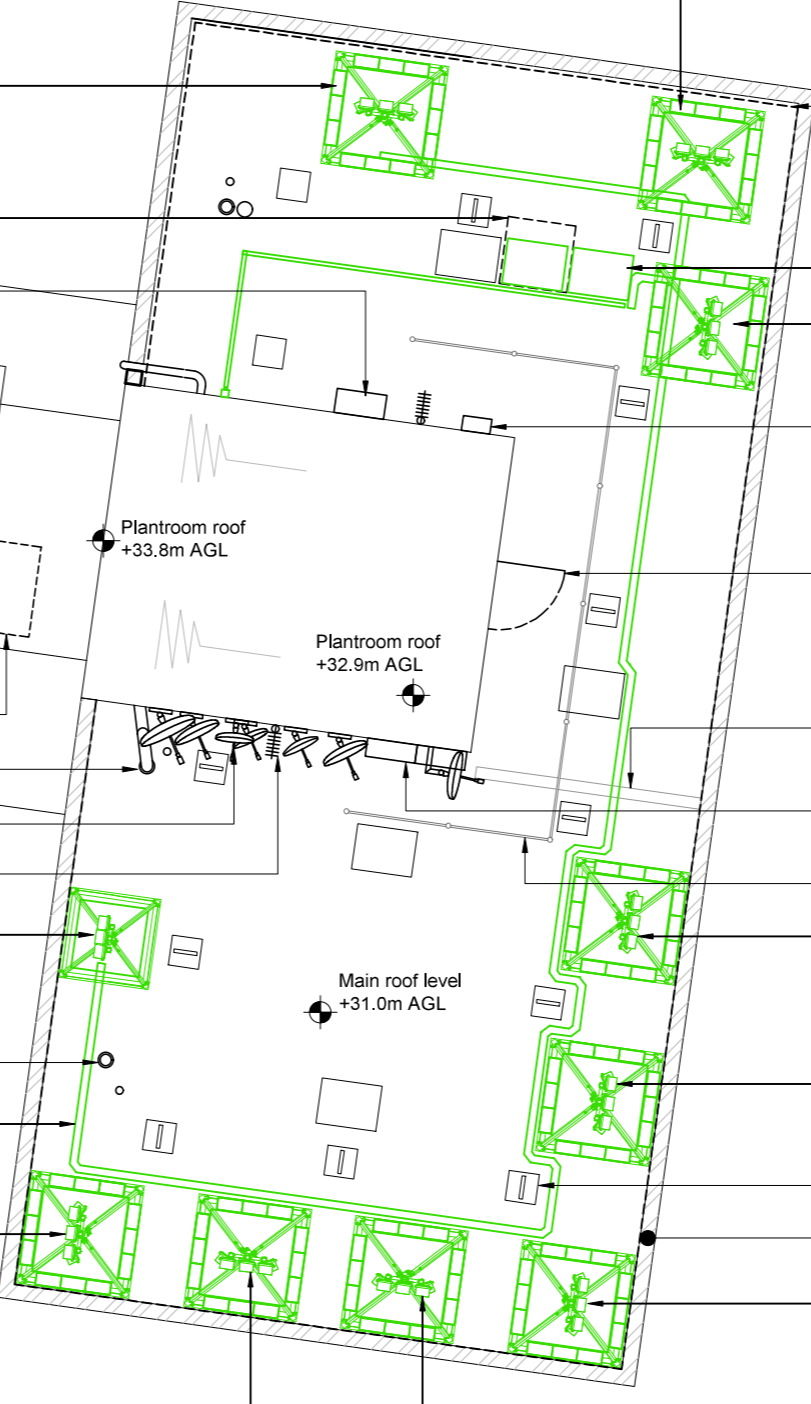 Plantroom roof
+33.8m AGL
Plantroom roof
+32.9m AGL
Main roof level
+31.0m AGL